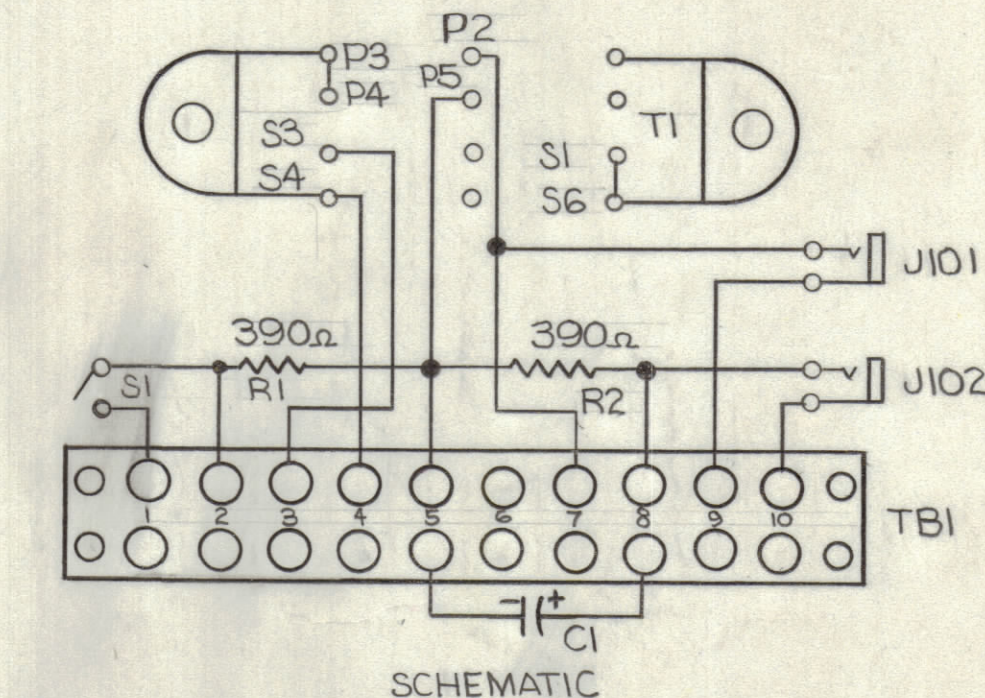 P2
P3
P5
P4
T1
S3
S1
S4
S6
J101
390Ω
390Ω
S1
R1
R2
J102
1 2 3 4 5 6 7 8 9 10
TB1
- +
C1
SCHEMATIC